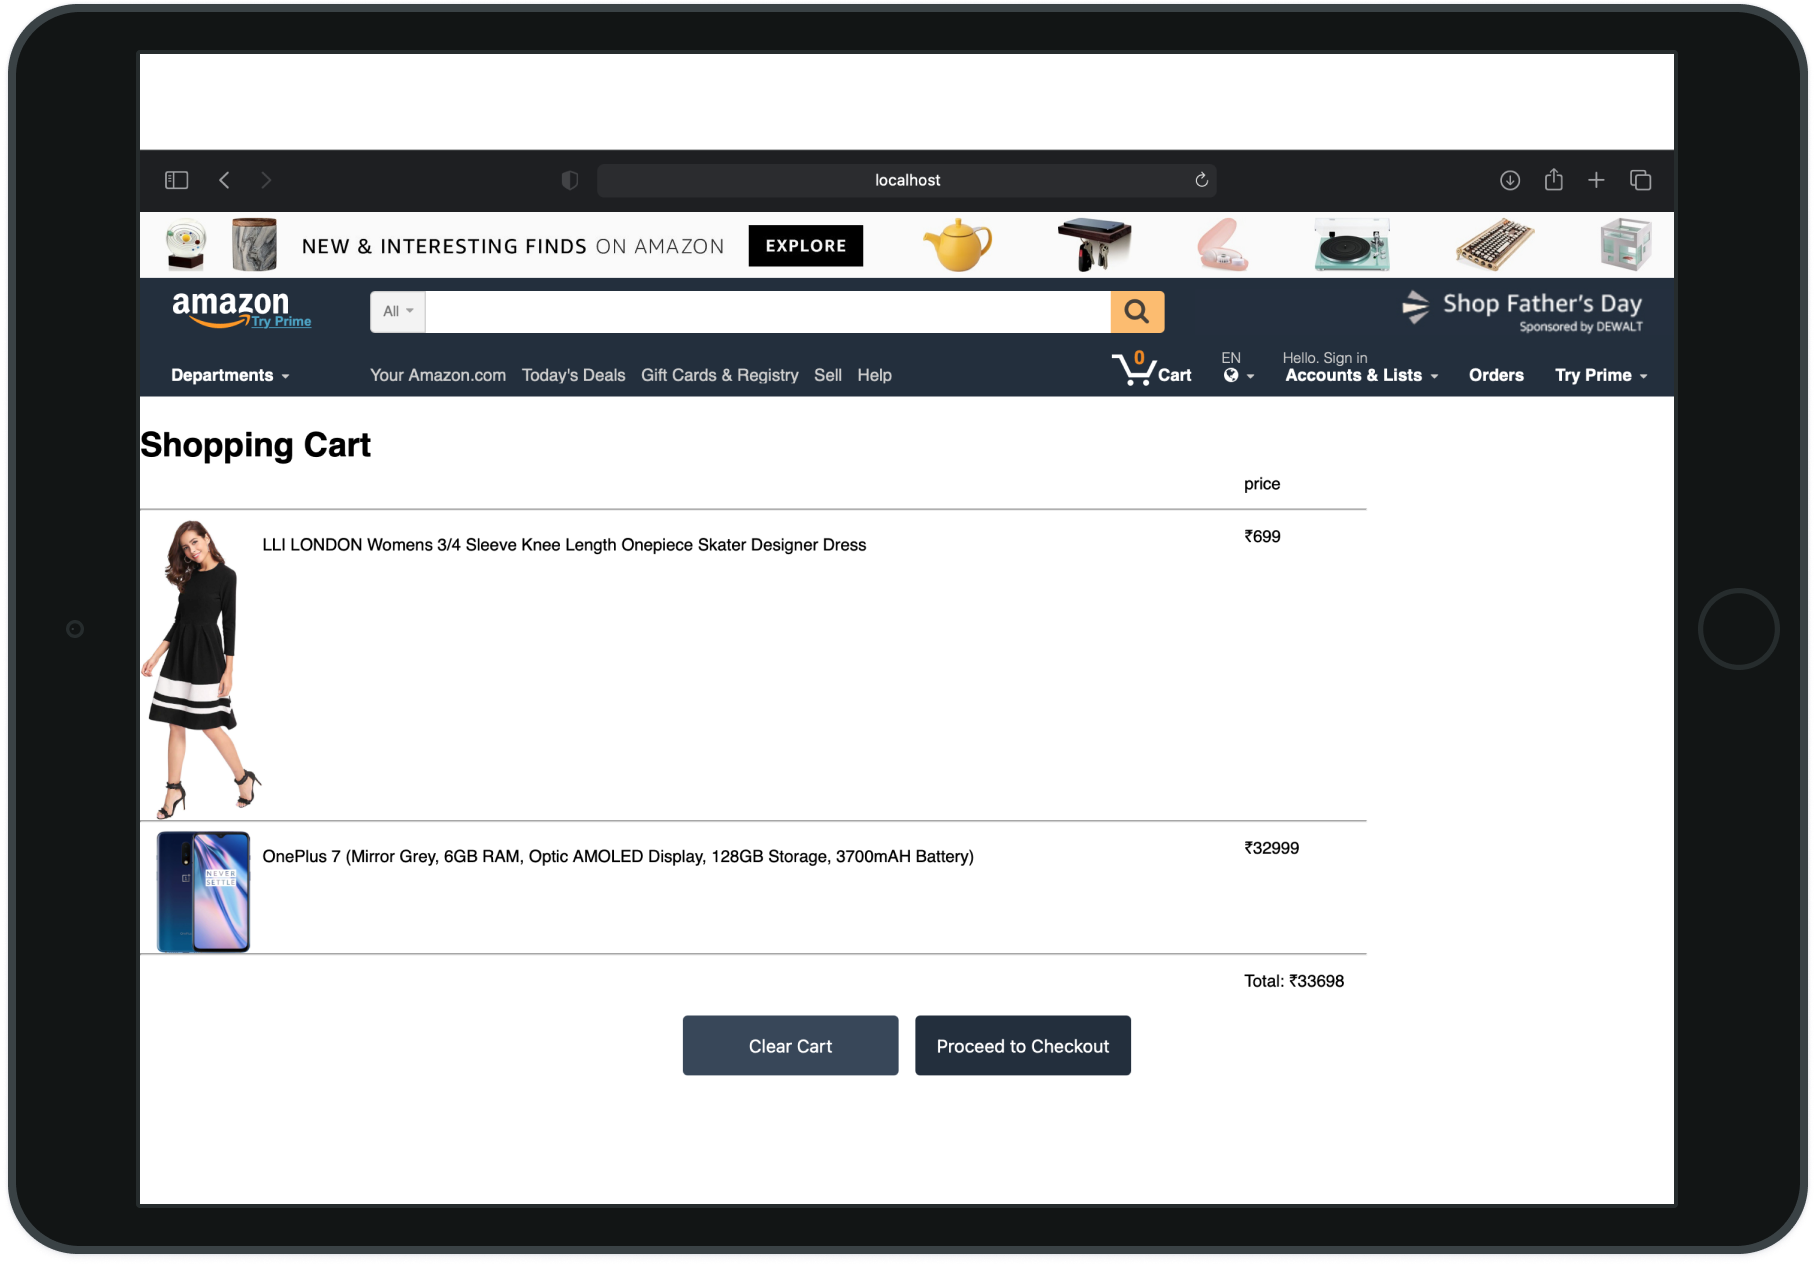 localhost
NEW & INTERESTING FINDS ON AMAZON EXPLORE
amazon
Try Prime
All
Shop Father's Day
Sponsored by DEWALT
Departments
Your Amazon.com Today's Deals Gift Cards & Registry Sell Help
0
Cart
EN
Hello. Sign in
Accounts & Lists
Orders
Try Prime
Shopping Cart
price
LLI LONDON Womens 3/4 Sleeve Knee Length Onepiece Skater Designer Dress
₹699
NEVER
SETTLE
OnePlus 7 (Mirror Grey, 6GB RAM, Optic AMOLED Display, 128GB Storage, 3700mAH Battery)
₹32999
Total: ₹33698
Clear Cart
Proceed to Checkout